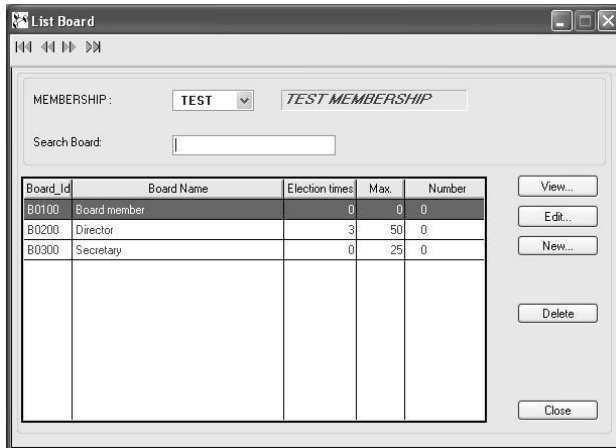 List Board
MEMBERSHIP : TEST TEST MEMBERSHIP
Search Board:
Board_Id Board Name Election times Max. Number
B0100 Board member 0 0 0
B0200 Director 3 50 0
B0300 Secretary 0 25 0
View...
Edit...
New...
Delete
Close